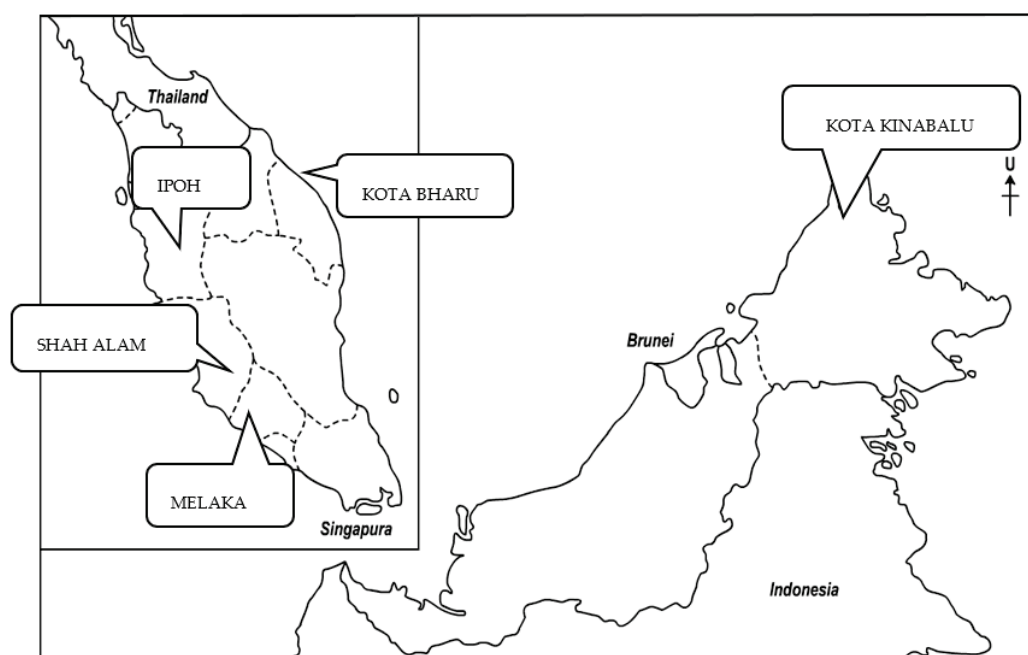 Thailand
KOTA KINABALU
U
IPOH
KOTA BHARU
SHAH ALAM
Brunei
MELAKA
Singapura
Indonesia